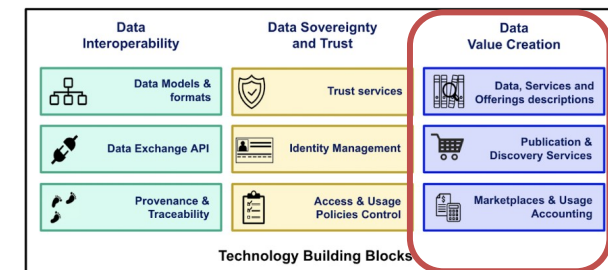 Data
Interoperability
Data Models &
formats
Data Exchange API
Provenance &
Traceability
Data Sovereignty
and Trust
Trust services
Identity Management
Access & Usage
Policies Control
Data
Value Creation
Data, Services and
Offerings descriptions
Publication &
Discovery Services
Marketplaces & Usage
Accounting
Technology Building Blocks